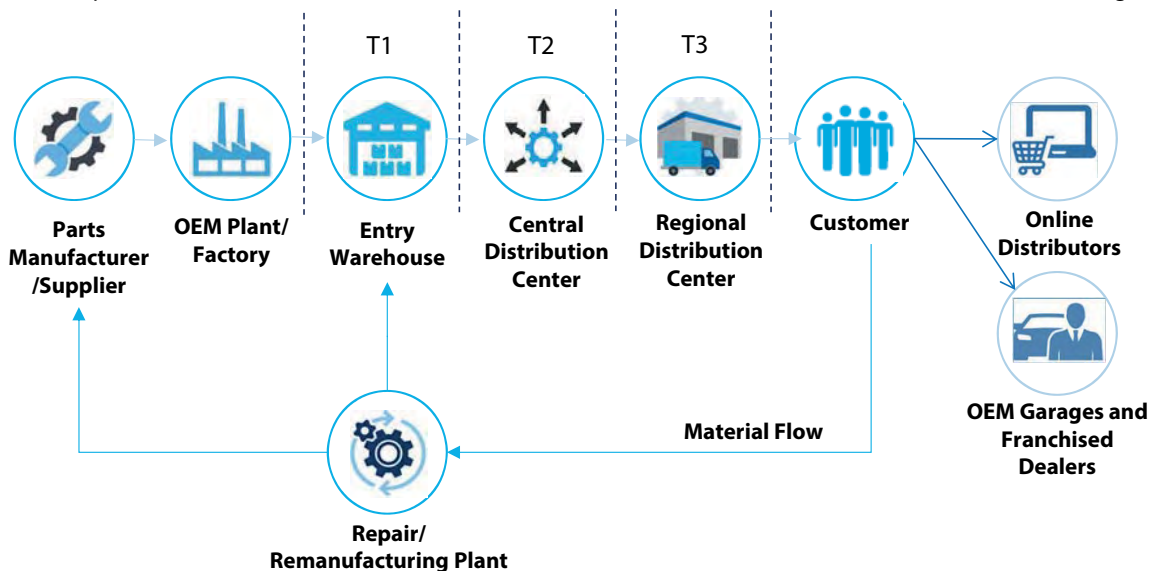 T1
T2
T3
Parts
Manufacturer
/Supplier
OEM Plant/
Factory
Entry
Warehouse
Central
Distribution
Center
Regional
Distribution
Center
Customer
Online
Distributors
OEM Garages and
Franchised
Dealers
Material Flow
Repair/
Remanufacturing Plant